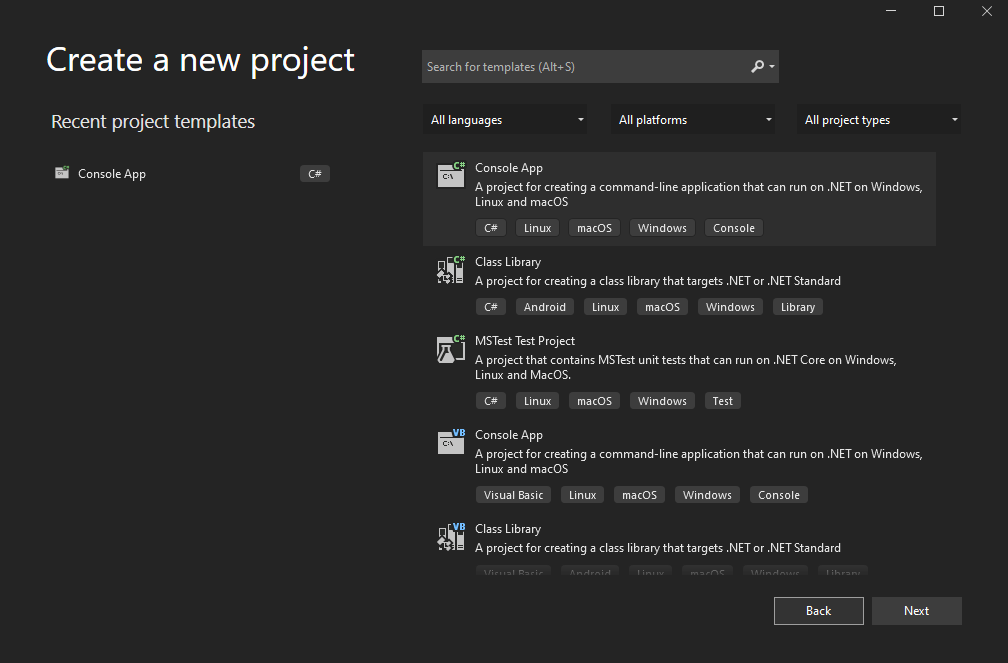 Create a new project
Search for templates (Alt+S)
Recent project templates
All languages
All platforms
All project types
Console App
C#
C#
C:\
Console App
A project for creating a command-line application that can run on .NET on Windows,
Linux and macOS
C# Linux macOS Windows Console
C#
Class Library
A project for creating a class library that targets .NET or .NET Standard
C# Android Linux macOS Windows Library
C#
MSTest Test Project
A project that contains MSTest unit tests that can run on .NET Core on Windows,
Linux and MacOS.
C# Linux macOS Windows Test
VB
C:\
Console App
A project for creating a command-line application that can run on .NET on Windows,
Linux and macOS
Visual Basic Linux macOS Windows Console
VB
Class Library
A project for creating a class library that targets .NET or .NET Standard
Visual Basic Android Linux macOS Windows Library
Back
Next